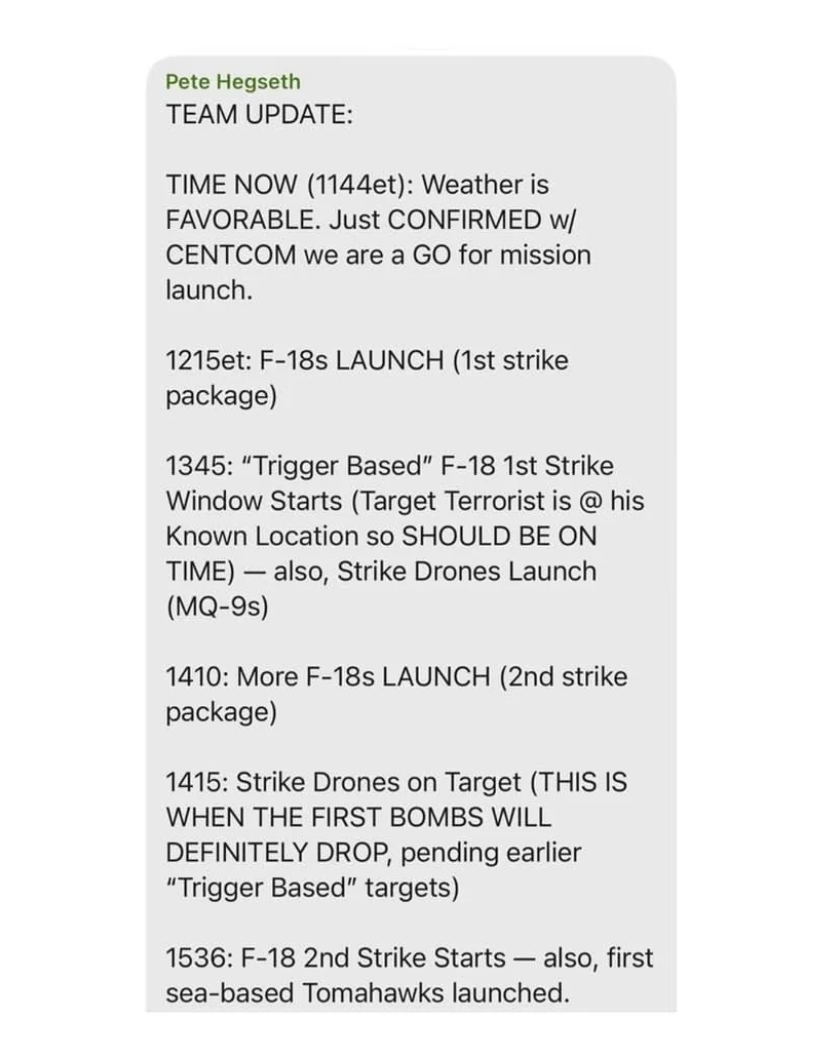 Pete Hegseth
TEAM UPDATE:
TIME NOW (1144et): Weather is
FAVORABLE. Just CONFIRMED w/
CENTCOM we are a GO for mission
launch.
1215et: F-18s LAUNCH (1st strike
package)
1345: “Trigger Based” F-18 1st Strike
Window Starts (Target Terrorist is @ his
Known Location so SHOULD BE ON
TIME) — also, Strike Drones Launch
(MQ-9s)
1410: More F-18s LAUNCH (2nd strike
package)
1415: Strike Drones on Target (THIS IS
WHEN THE FIRST BOMBS WILL
DEFINITELY DROP, pending earlier
“Trigger Based” targets)
1536: F-18 2nd Strike Starts — also, first
sea-based Tomahawks launched.